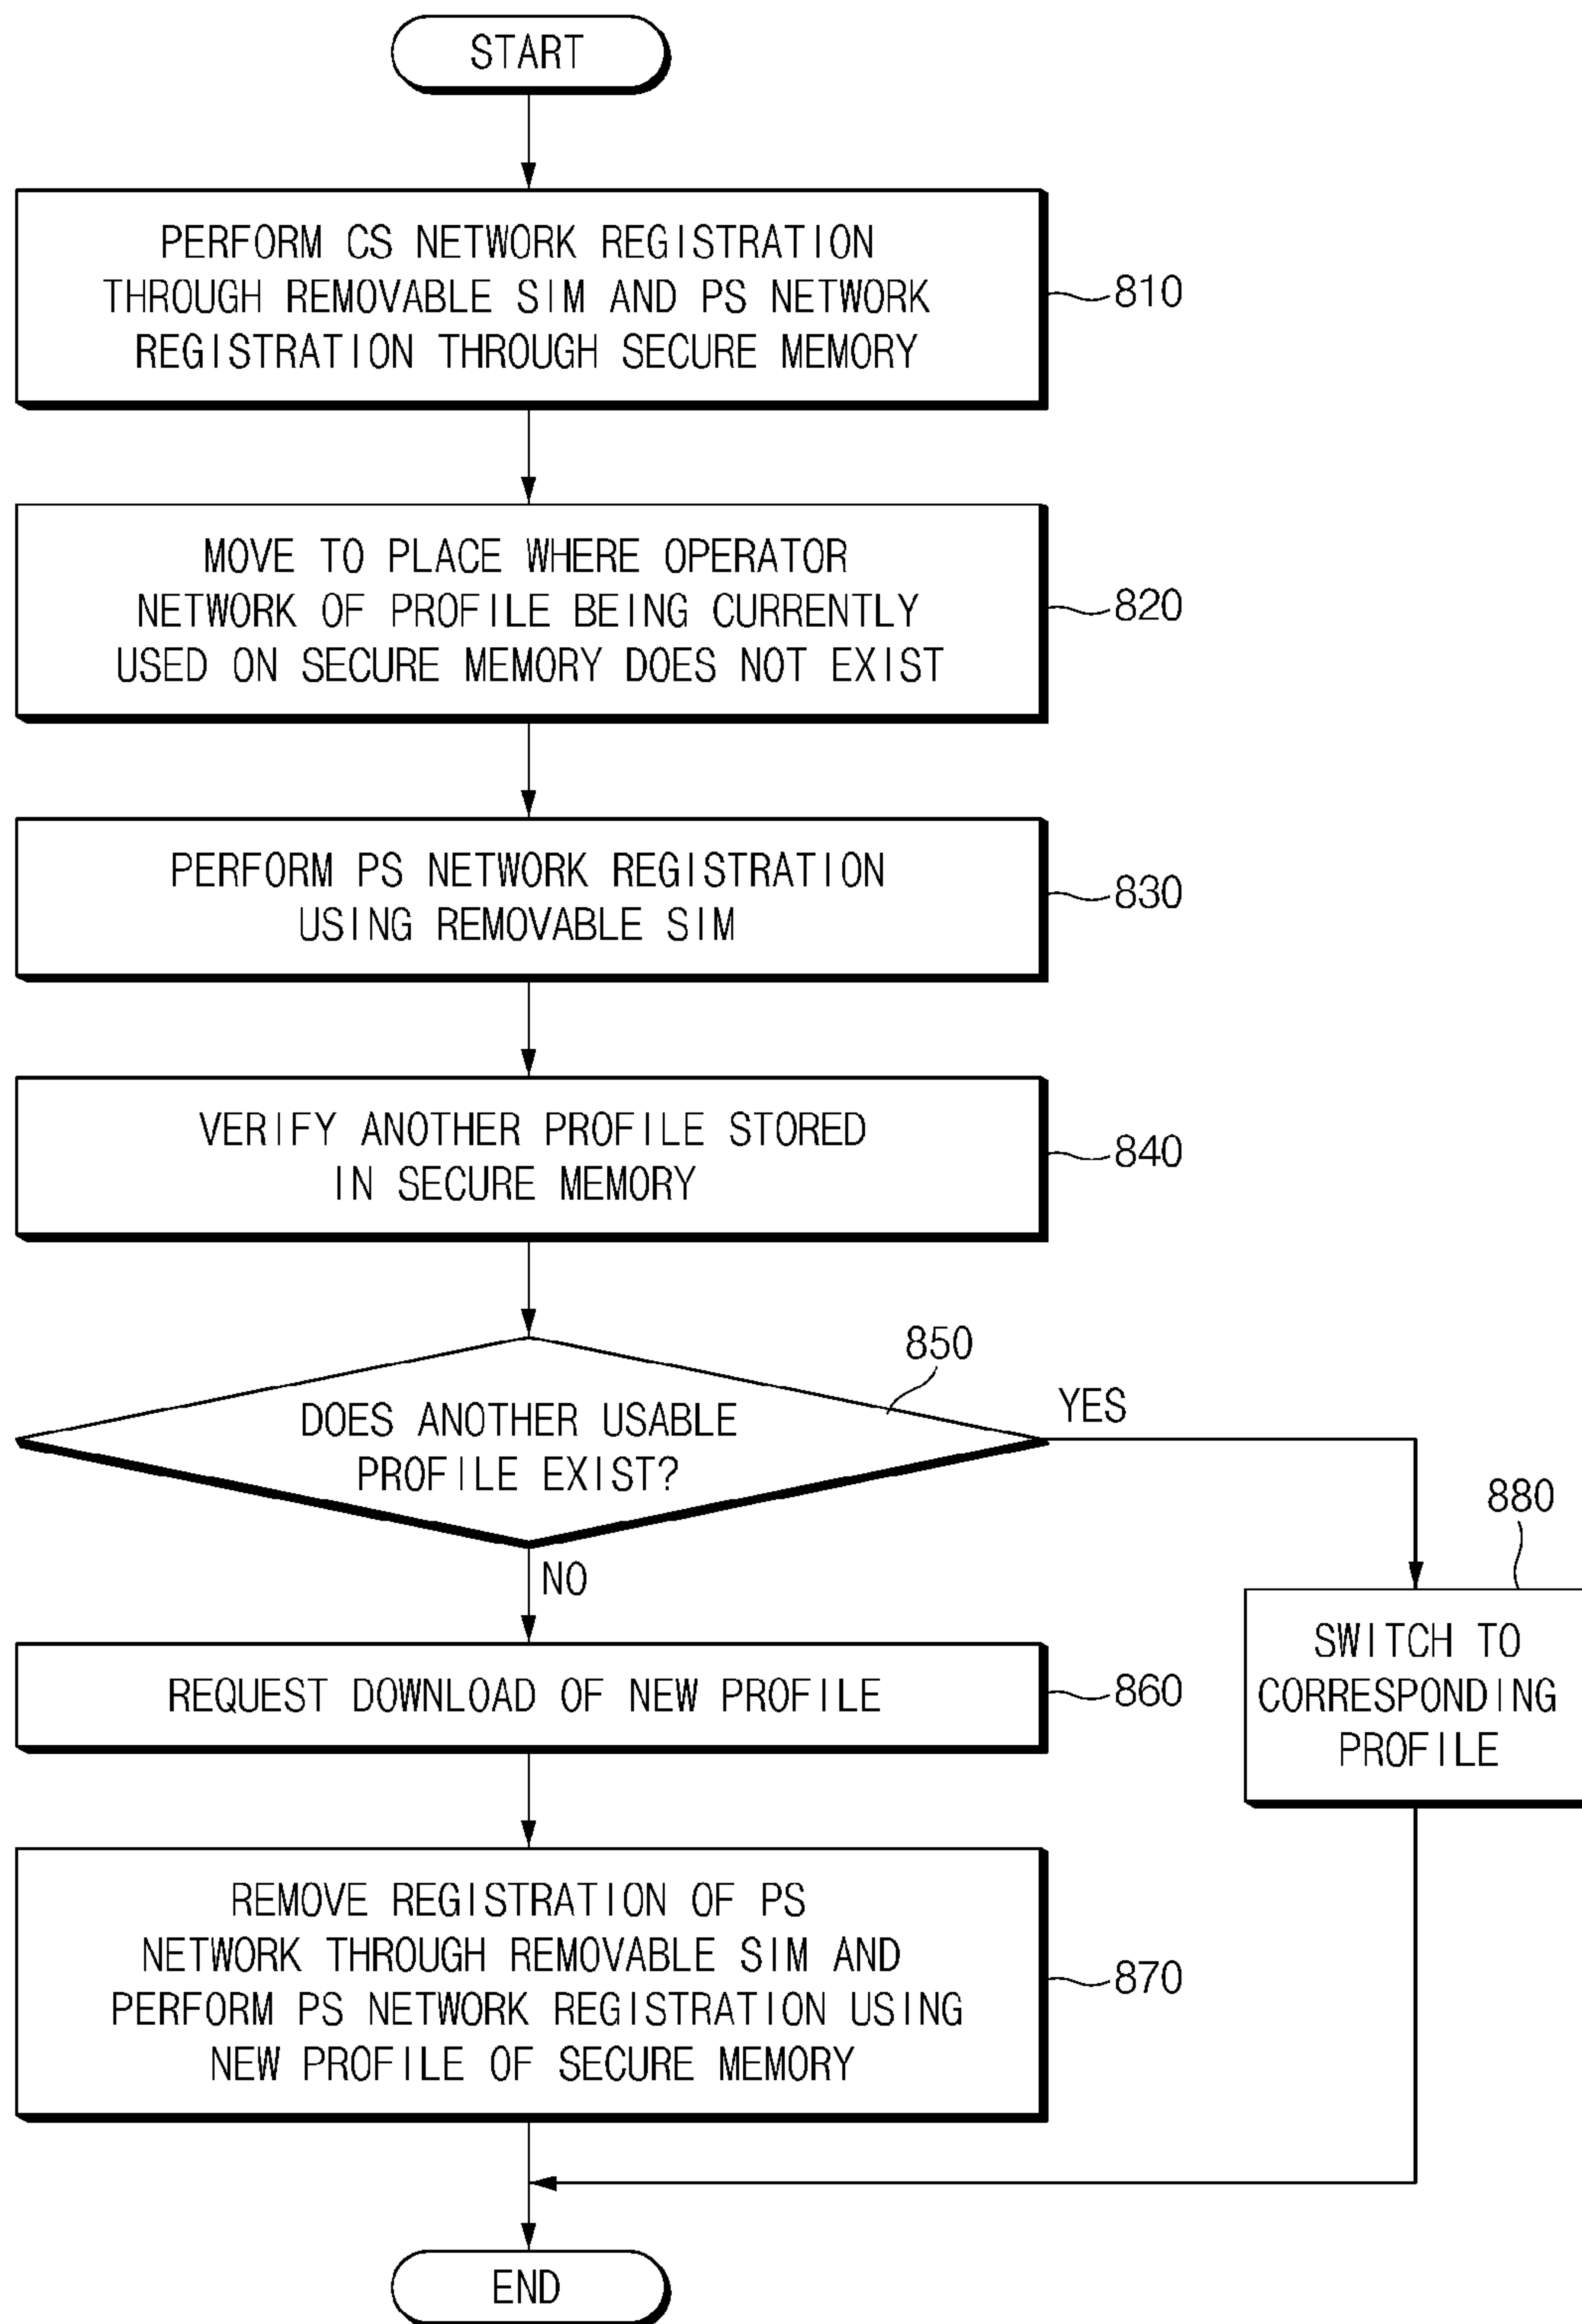 START
PERFORM CS NETWORK REGISTRATION
THROUGH REMOVABLE SIM AND PS NETWORK
REGISTRATION THROUGH SECURE MEMORY
810
MOVE TO PLACE WHERE OPERATOR
NETWORK OF PROFILE BEING CURRENTLY
USED ON SECURE MEMORY DOES NOT EXIST
820
PERFORM PS NETWORK REGISTRATION
USING REMOVABLE SIM
830
VERIFY ANOTHER PROFILE STORED
IN SECURE MEMORY
840
850
DOES ANOTHER USABLE
PROFILE EXIST?
YES
NO
880
SWITCH TO
CORRESPONDING
PROFILE
REQUEST DOWNLOAD OF NEW PROFILE
860
REMOVE REGISTRATION OF PS
NETWORK THROUGH REMOVABLE SIM AND
PERFORM PS NETWORK REGISTRATION USING
NEW PROFILE OF SECURE MEMORY
870
END